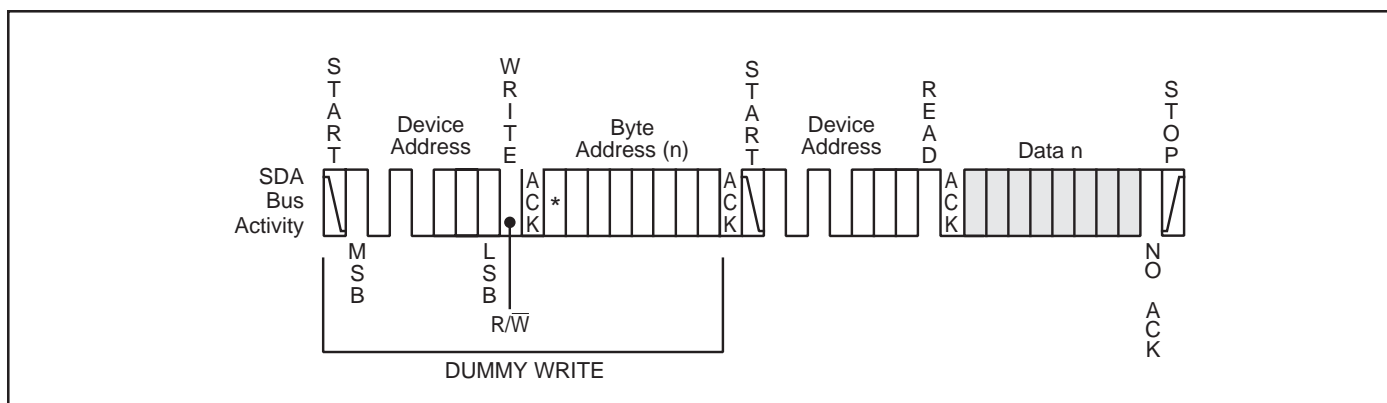 START
WRITE
START
READ
STOP
Device
Address
Byte
Address (n)
Device
Address
Data n
SDA
Bus
Activity
ACK
*
ACK
ACK
MSB
LSB
R/W̅
NO ACK
DUMMY WRITE